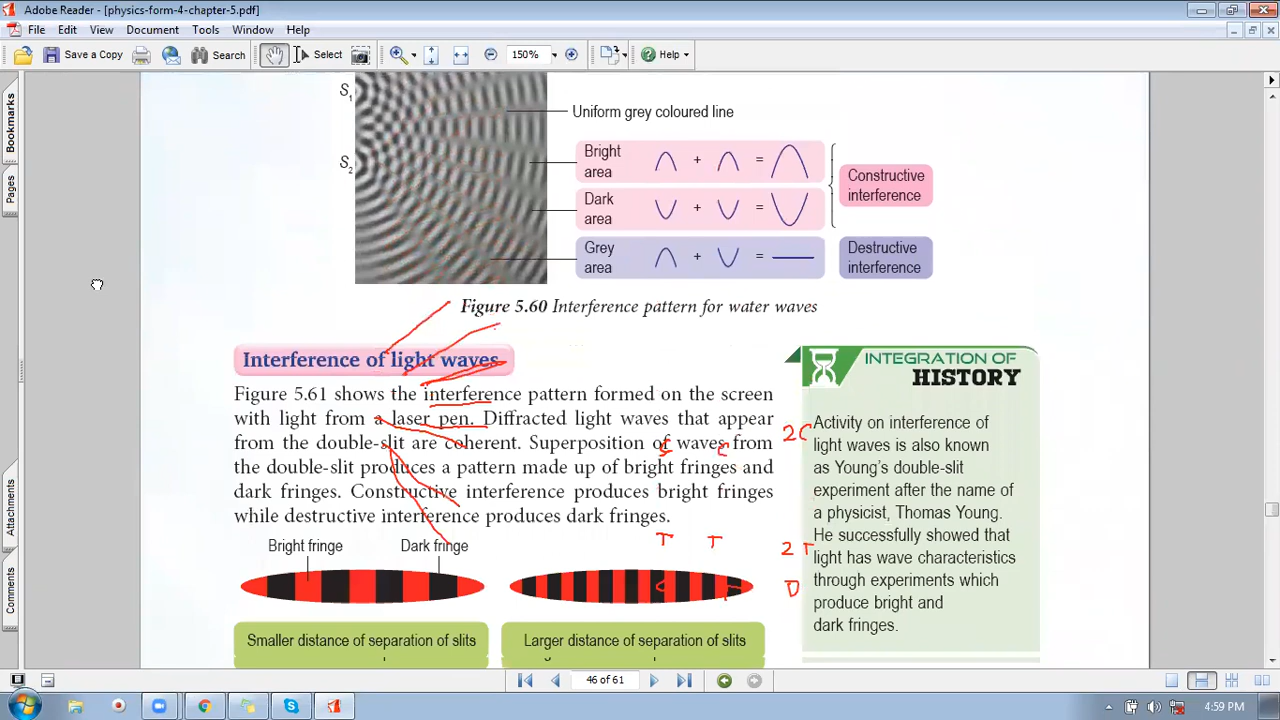 Adobe Reader - [physics-form-4-chapter-5.pdf]
File Edit View Document Tools Window Help
Save a Copy Search Select 150% Help
Bookmarks
Pages
Attachments
Comments
S1
S2
Uniform grey coloured line
Bright area + =
Dark area + =
Constructive interference
Grey area + =
Destructive interference
Figure 5.60 Interference pattern for water waves
Interference of light waves
Figure 5.61 shows the interference pattern formed on the screen
with light from a laser pen. Diffracted light waves that appear
from the double-slit are coherent. Superposition of waves from
the double-slit produces a pattern made up of bright fringes and
dark fringes. Constructive interference produces bright fringes
while destructive interference produces dark fringes.
Bright fringe Dark fringe
Smaller distance of separation of slits
Larger distance of separation of slits
C 2C
T T 2T
C T 0
INTEGRATION OF
HISTORY
Activity on interference of
light waves is also known
as Young's double-slit
experiment after the name of
a physicist, Thomas Young.
He successfully showed that
light has wave characteristics
through experiments which
produce bright and
dark fringes.
46 of 61
4:59 PM